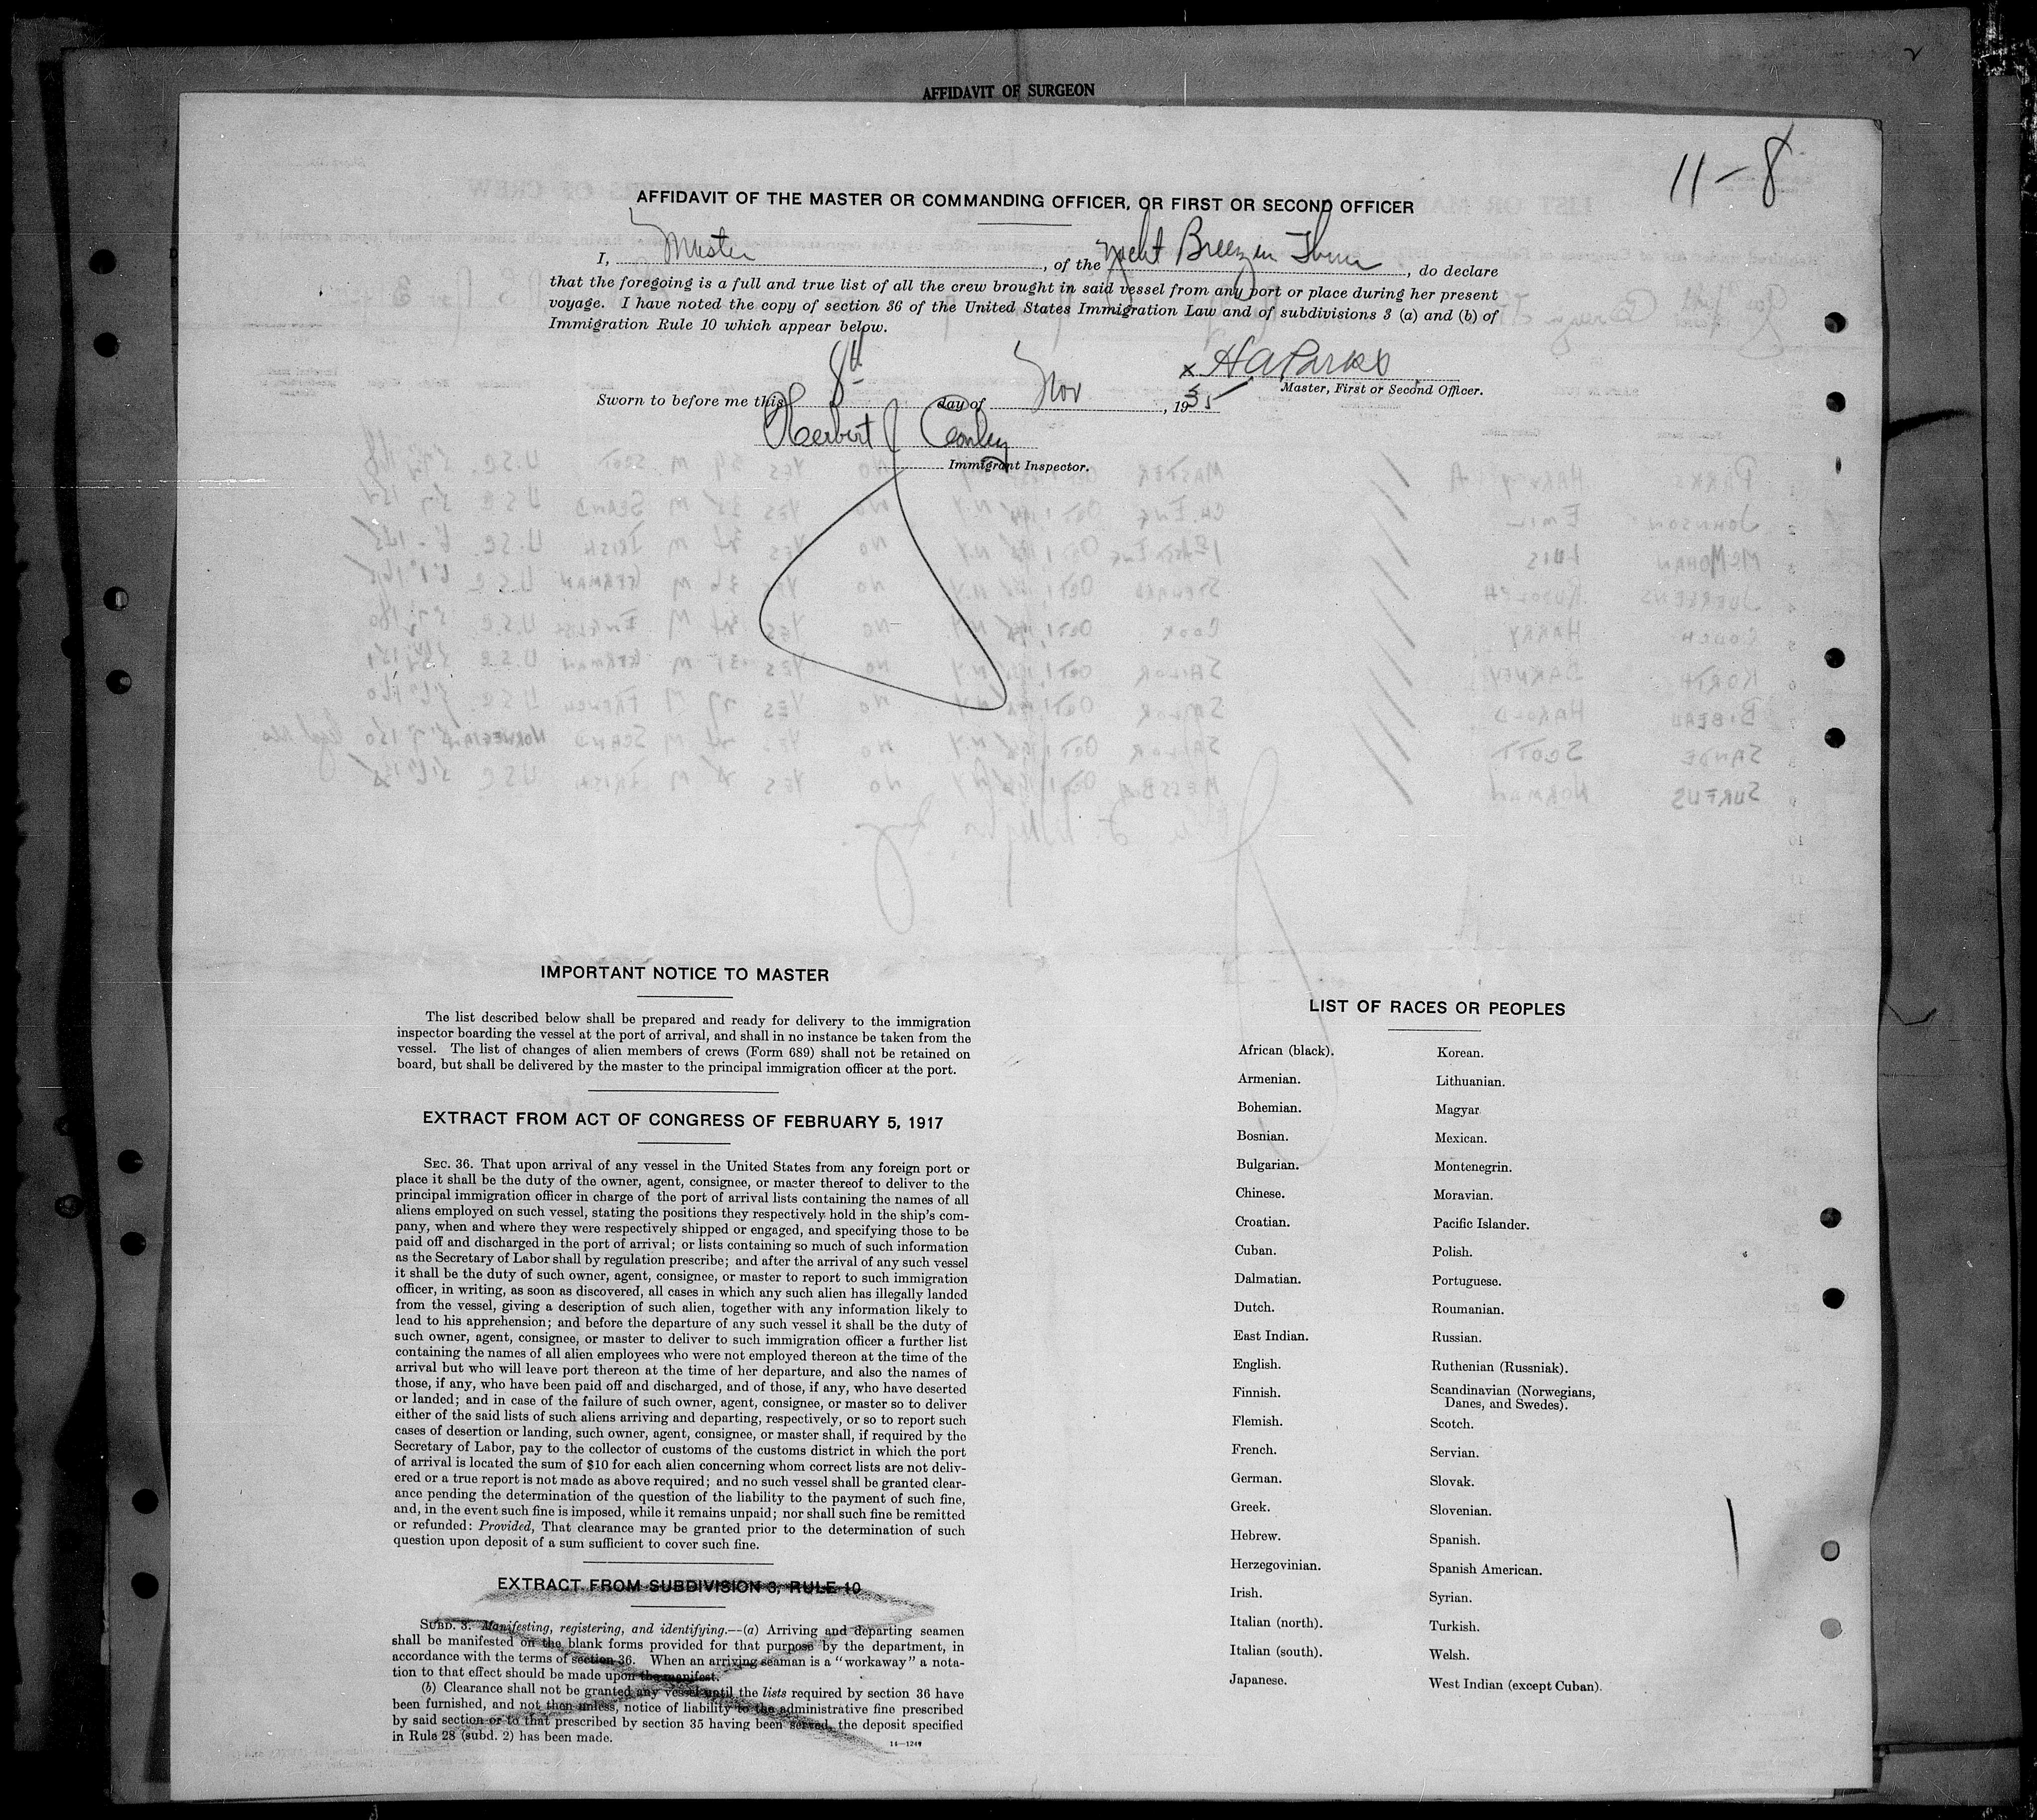 AFFIDAVIT OF SURGEON
11-8
AFFIDAVIT OF THE MASTER OR COMMANDING OFFICER, OR FIRST OR SECOND OFFICER
I, Master, of the Yacht Breezin Thru, do declare
that the foregoing is a full and true list of all the crew brought in said vessel from any port or place during her present
voyage. I have noted the copy of section 36 of the United States Immigration Law and of subdivisions 3 (a) and (b) of
Immigration Rule 10 which appear below.
x H A Parks
Master, First or Second Officer.
Sworn to before me this 8th day of Nov, 1935
Herbert J Conley
Immigrant Inspector.
IMPORTANT NOTICE TO MASTER
The list described below shall be prepared and ready for delivery to the immigration
inspector boarding the vessel at the port of arrival, and shall in no instance be taken from the
vessel. The list of changes of alien members of crews (Form 689) shall not be retained on
board, but shall be delivered by the master to the principal immigration officer at the port.
EXTRACT FROM ACT OF CONGRESS OF FEBRUARY 5, 1917
SEC. 36. That upon arrival of any vessel in the United States from any foreign port or
place it shall be the duty of the owner, agent, consignee, or master thereof to deliver to the
principal immigration officer in charge of the port of arrival lists containing the names of all
aliens employed on such vessel, stating the positions they respectively hold in the ship's com-
pany, when and where they were respectively shipped or engaged, and specifying those to be
paid off and discharged in the port of arrival; or lists containing so much of such information
as the Secretary of Labor shall by regulation prescribe; and after the arrival of any such vessel
it shall be the duty of such owner, agent, consignee, or master to report to such immigration
officer, in writing, as soon as discovered, all cases in which any such alien has illegally landed
from the vessel, giving a description of such alien, together with any information likely to
lead to his apprehension; and before the departure of any such vessel it shall be the duty of
such owner, agent, consignee, or master to deliver to such immigration officer a further list
containing the names of all alien employees who were not employed thereon at the time of the
arrival but who will leave port thereon at the time of her departure, and also the names of
those, if any, who have been paid off and discharged, and of those, if any, who have deserted
or landed; and in case of the failure of such owner, agent, consignee, or master so to deliver
either of the said lists of such aliens arriving and departing, respectively, or so to report such
cases of desertion or landing, such owner, agent, consignee, or master shall, if required by the
Secretary of Labor, pay to the collector of customs of the customs district in which the port
of arrival is located the sum of $10 for each alien concerning whom correct lists are not deliv-
ered or a true report is not made as above required; and no such vessel shall be granted clear-
ance pending the determination of the question of the liability to the payment of such fine,
and, in the event such fine is imposed, while it remains unpaid; nor shall such fine be remitted
or refunded: Provided, That clearance may be granted prior to the determination of such
question upon deposit of a sum sufficient to cover such fine.
EXTRACT FROM SUBDIVISION 3, RULE 10
SUBD. 3. Manifesting, registering, and identifying.--(a) Arriving and departing seamen
shall be manifested on the blank forms provided for that purpose by the department, in
accordance with the terms of section 36. When an arriving seaman is a "workaway" a nota-
tion to that effect should be made upon the manifest.
(b) Clearance shall not be granted any vessel until the lists required by section 36 have
been furnished, and not then unless, notice of liability to the administrative fine prescribed
by said section or to that prescribed by section 35 having been served, the deposit specified
in Rule 28 (subd. 2) has been made.
14-1249
LIST OF RACES OR PEOPLES
African (black).
Armenian.
Bohemian.
Bosnian.
Bulgarian.
Chinese.
Croatian.
Cuban.
Dalmatian.
Dutch.
East Indian.
English.
Finnish.
Flemish.
French.
German.
Greek.
Hebrew.
Herzegovinian.
Irish.
Italian (north).
Italian (south).
Japanese.
Korean.
Lithuanian.
Magyar
Mexican.
Montenegrin.
Moravian.
Pacific Islander.
Polish.
Portuguese.
Roumanian.
Russian.
Ruthenian (Russniak).
Scandinavian (Norwegians,
Danes, and Swedes).
Scotch.
Servian.
Slovak.
Slovenian.
Spanish.
Spanish American.
Syrian.
Turkish.
Welsh.
West Indian (except Cuban).